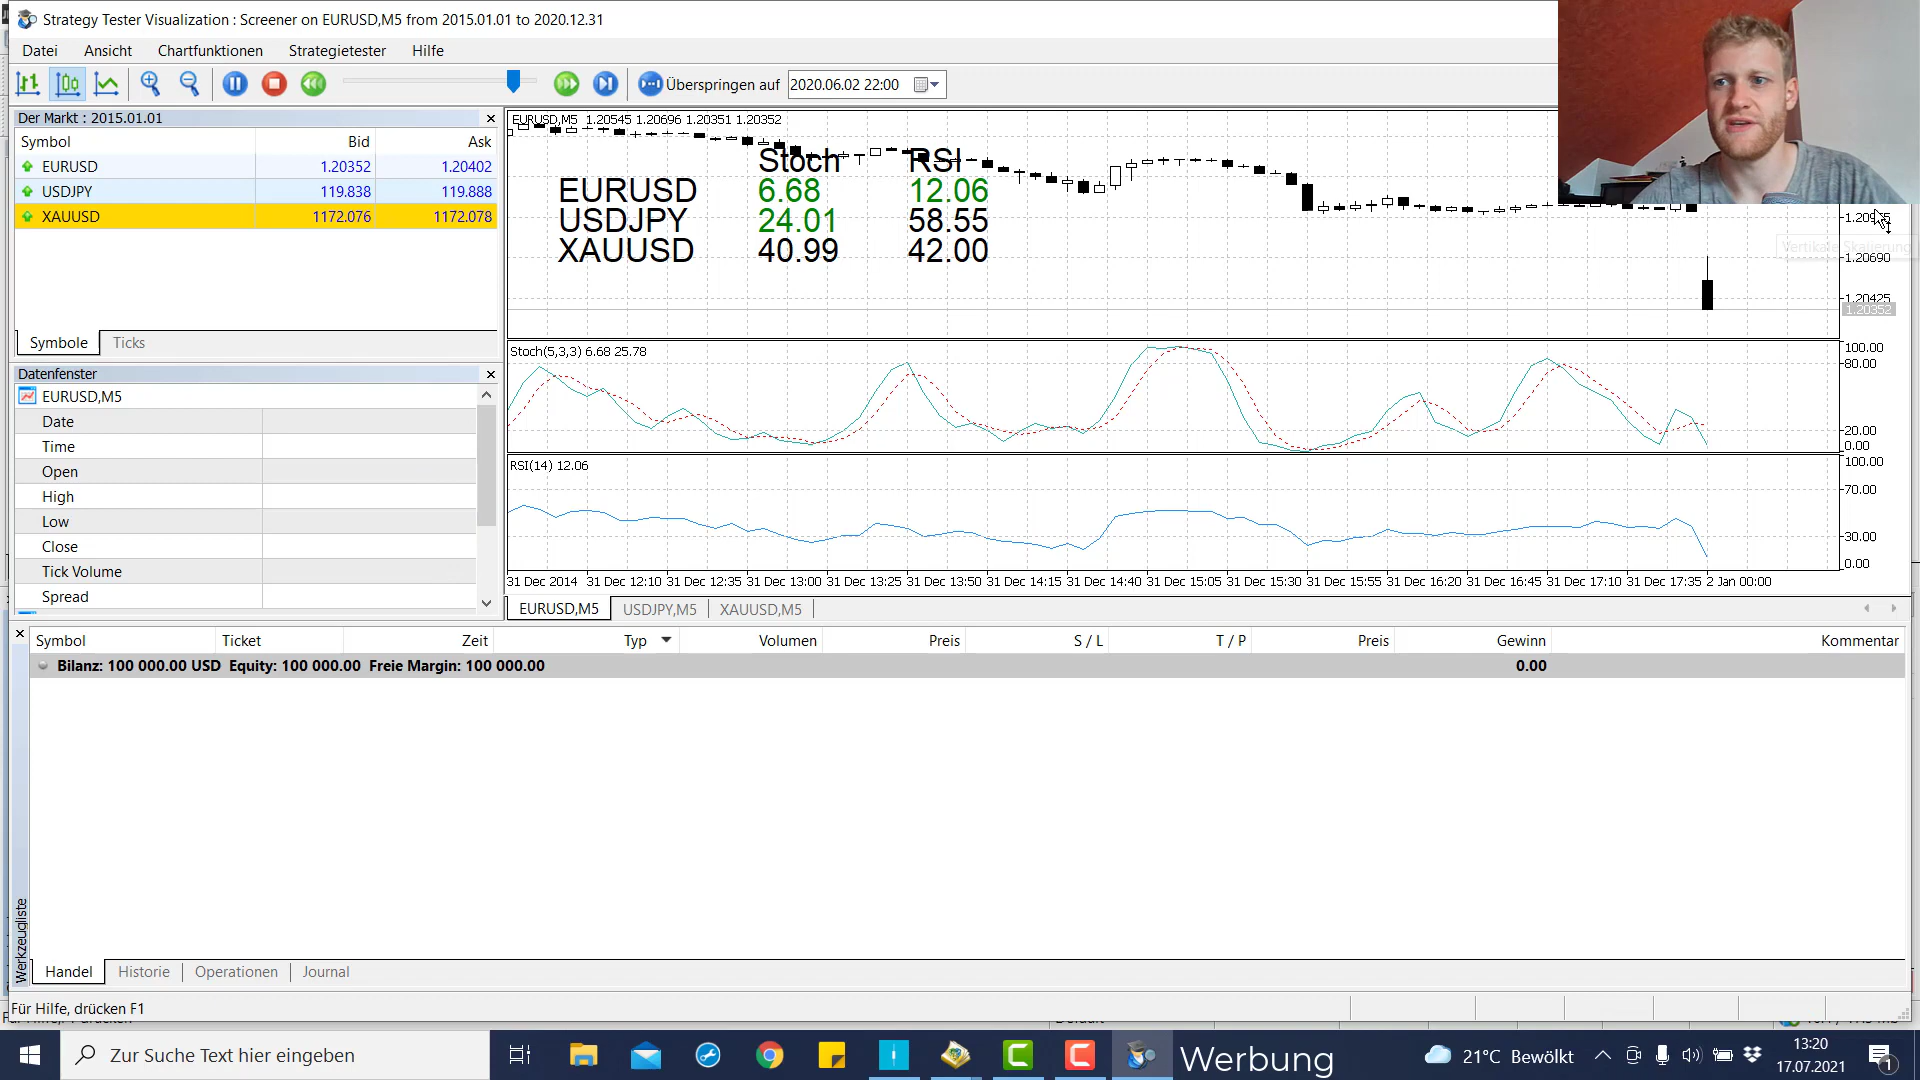 Strategy Tester Visualization : Screener on EURUSD,M5 from 2015.01.01 to 2020.12.31
Datei Ansicht Chartfunktionen Strategietester Hilfe
Überspringen auf 2020.06.02 22:00
Der Markt : 2015.01.01
Symbol Bid Ask
EURUSD 1.20352 1.20402
USDJPY 119.838 119.888
XAUUSD 1172.076 1172.078
Symbole Ticks
Datenfenster
EURUSD,M5
Date
Time
Open
High
Low
Close
Tick Volume
Spread
EURUSD,M5 1.20545 1.20696 1.20351 1.20352
Stoch RSI
EURUSD 6.68 12.06
USDJPY 24.01 58.55
XAUUSD 40.99 42.00
Vertikale Skalierung
1.20690
1.20425
1.20352
Stoch(5,3,3) 6.68 25.78
100.00
80.00
20.00
0.00
RSI(14) 12.06
100.00
70.00
30.00
0.00
31 Dec 2014 31 Dec 12:10 31 Dec 12:35 31 Dec 13:00 31 Dec 13:25 31 Dec 13:50 31 Dec 14:15 31 Dec 14:40 31 Dec 15:05 31 Dec 15:30 31 Dec 15:55 31 Dec 16:20 31 Dec 16:45 31 Dec 17:10 31 Dec 17:35 2 Jan 00:00
EURUSD,M5 USDJPY,M5 XAUUSD,M5
Symbol Ticket Zeit Typ Volumen Preis S / L T / P Preis Gewinn Kommentar
Bilanz: 100 000.00 USD Equity: 100 000.00 Freie Margin: 100 000.00 0.00
Werkzeugliste
Handel Historie Operationen Journal
Für Hilfe, drücken F1
Zur Suche Text hier eingeben
Werbung
21°C Bewölkt
13:20
17.07.2021
1